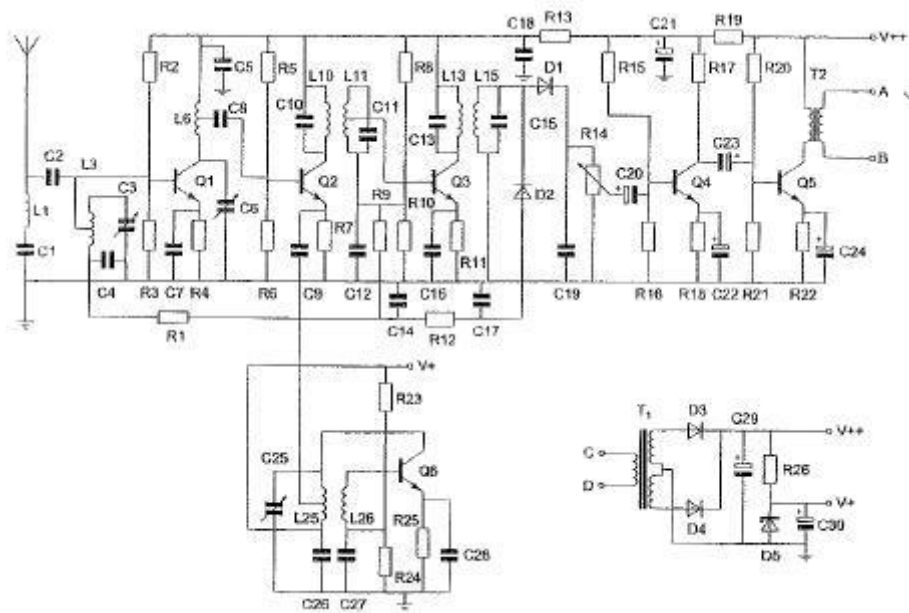 C18 R13 C21 R19
V++
R2 C5 R5 L10 L11 R8 L13 L15 D1 R15 R17 R20 T2
C8 C10 C11
L6 C13 C15 R14 A
C2 L3 C23
C3 Q1 Q2 R9 Q3 D2 C20 Q4 Q5 B
L1 C6 R7 R10
C1 R11 C24
C4 R3 C7 R4 R6 C9 C12 C16 C19 R16 R18 C22 R21 R22
R1 C14 R12 C17
V+
R23
T1 D3 C29 V++
C25 Q6 C R26
D V+
L25 L26 R25 D4 C30
C28 D5
R24
C26 C27